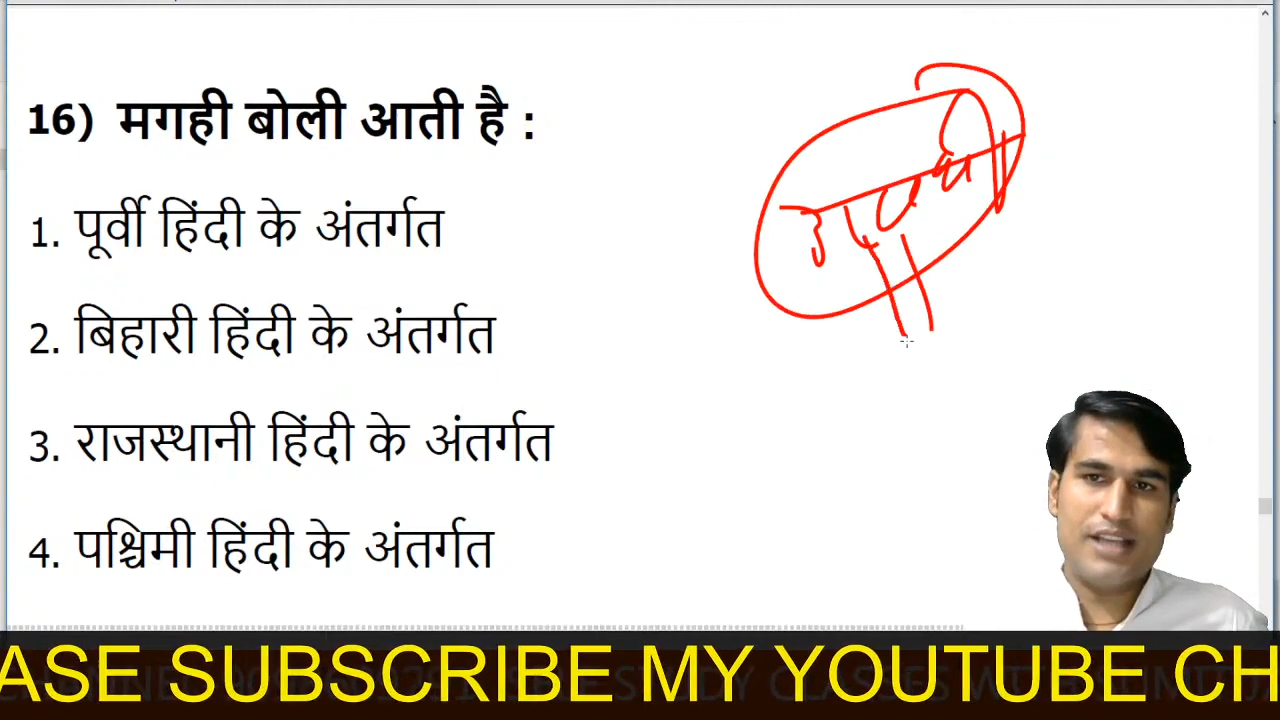 16) मगही बोली आती है :
1. पूर्वी हिंदी के अंतर्गत
2. बिहारी हिंदी के अंतर्गत
3. राजस्थानी हिंदी के अंतर्गत
4. पश्चिमी हिंदी के अंतर्गत
ASE SUBSCRIBE MY YOUTUBE CH